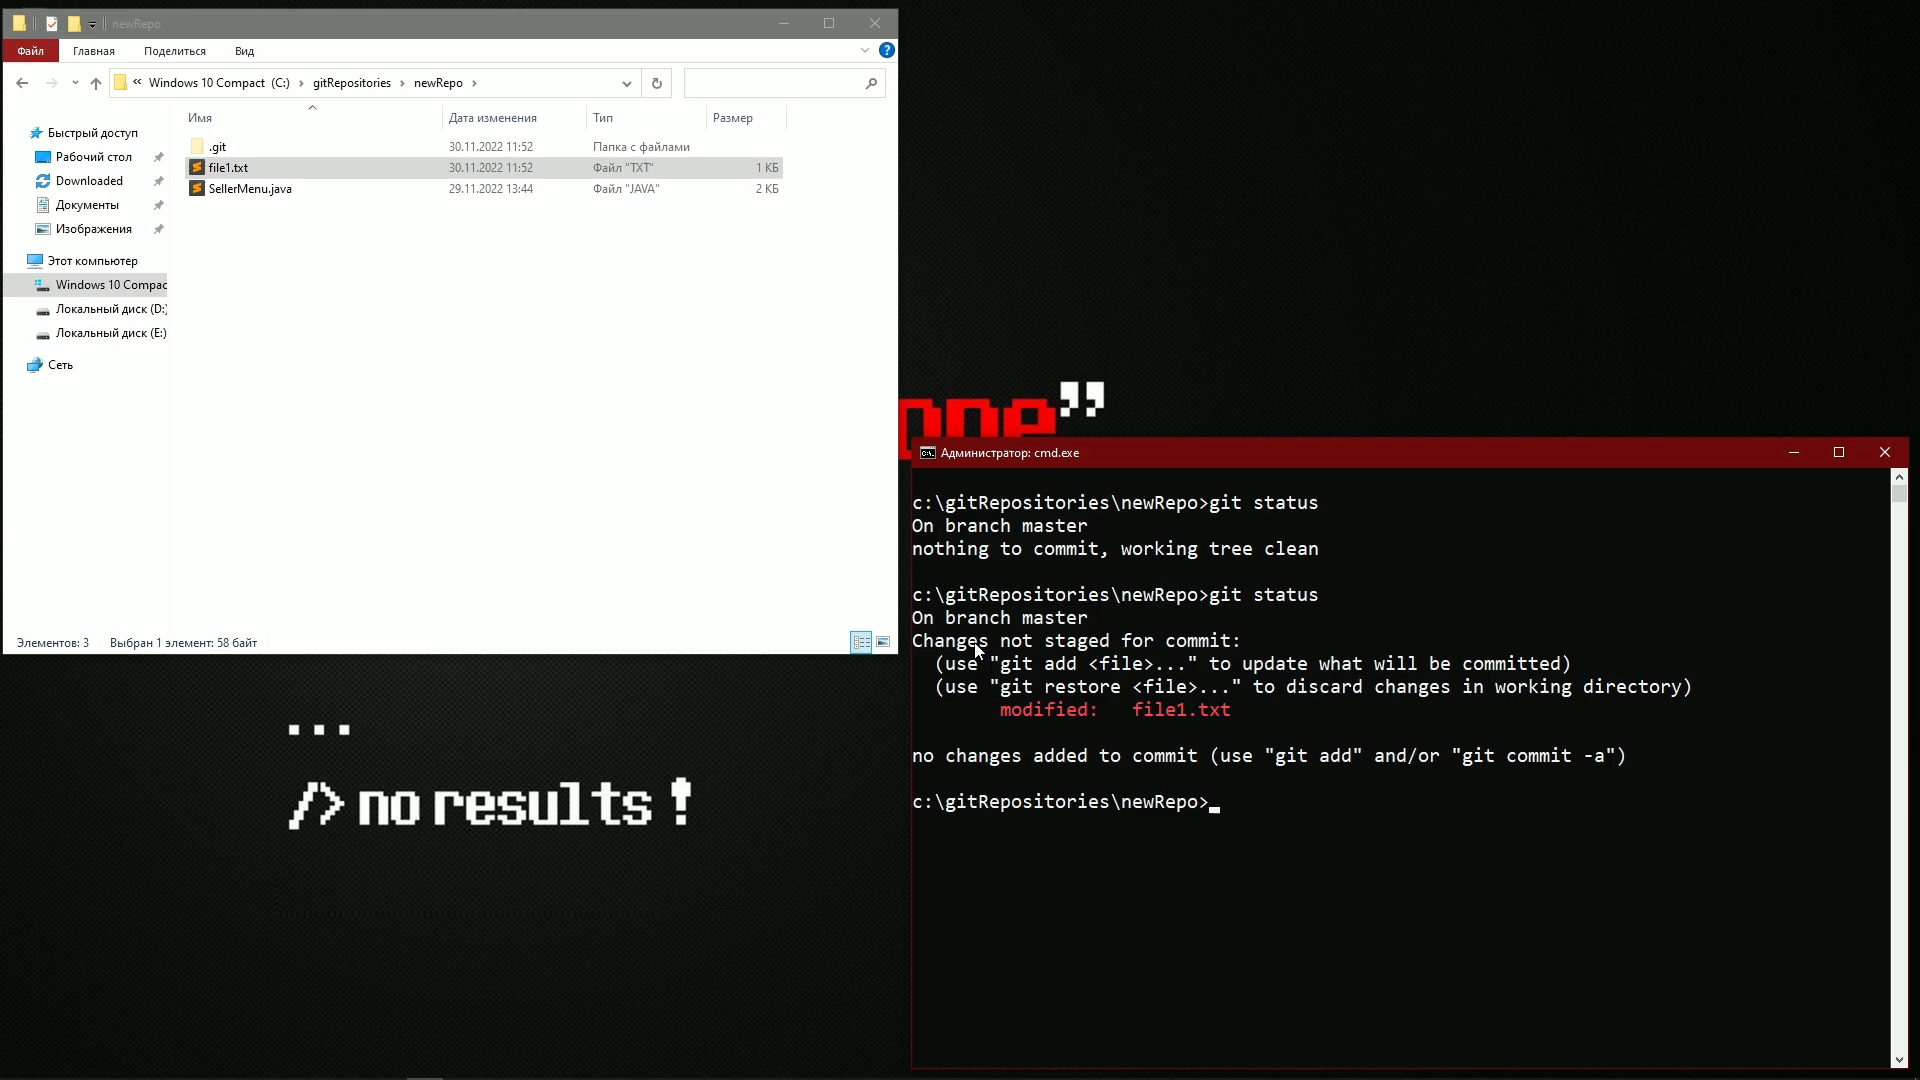 newRepo
Файл Главная Поделиться Вид
« Windows 10 Compact (C:) › gitRepositories › newRepo ›
Имя Дата изменения Тип Размер
.git 30.11.2022 11:52 Папка с файлами
file1.txt 30.11.2022 11:52 Файл "TXT" 1 КБ
SellerMenu.java 29.11.2022 13:44 Файл "JAVA" 2 КБ
Быстрый доступ
Рабочий стол
Downloaded
Документы
Изображения
Этот компьютер
Windows 10 Compac
Локальный диск (D:)
Локальный диск (E:)
Сеть
Элементов: 3 Выбран 1 элемент: 58 байт
”
...
/> no results !
Администратор: cmd.exe
c:\gitRepositories\newRepo>git status
On branch master
nothing to commit, working tree clean
c:\gitRepositories\newRepo>git status
On branch master
Changes not staged for commit:
(use "git add <file>..." to update what will be committed)
(use "git restore <file>..." to discard changes in working directory)
modified: file1.txt
no changes added to commit (use "git add" and/or "git commit -a")
c:\gitRepositories\newRepo>